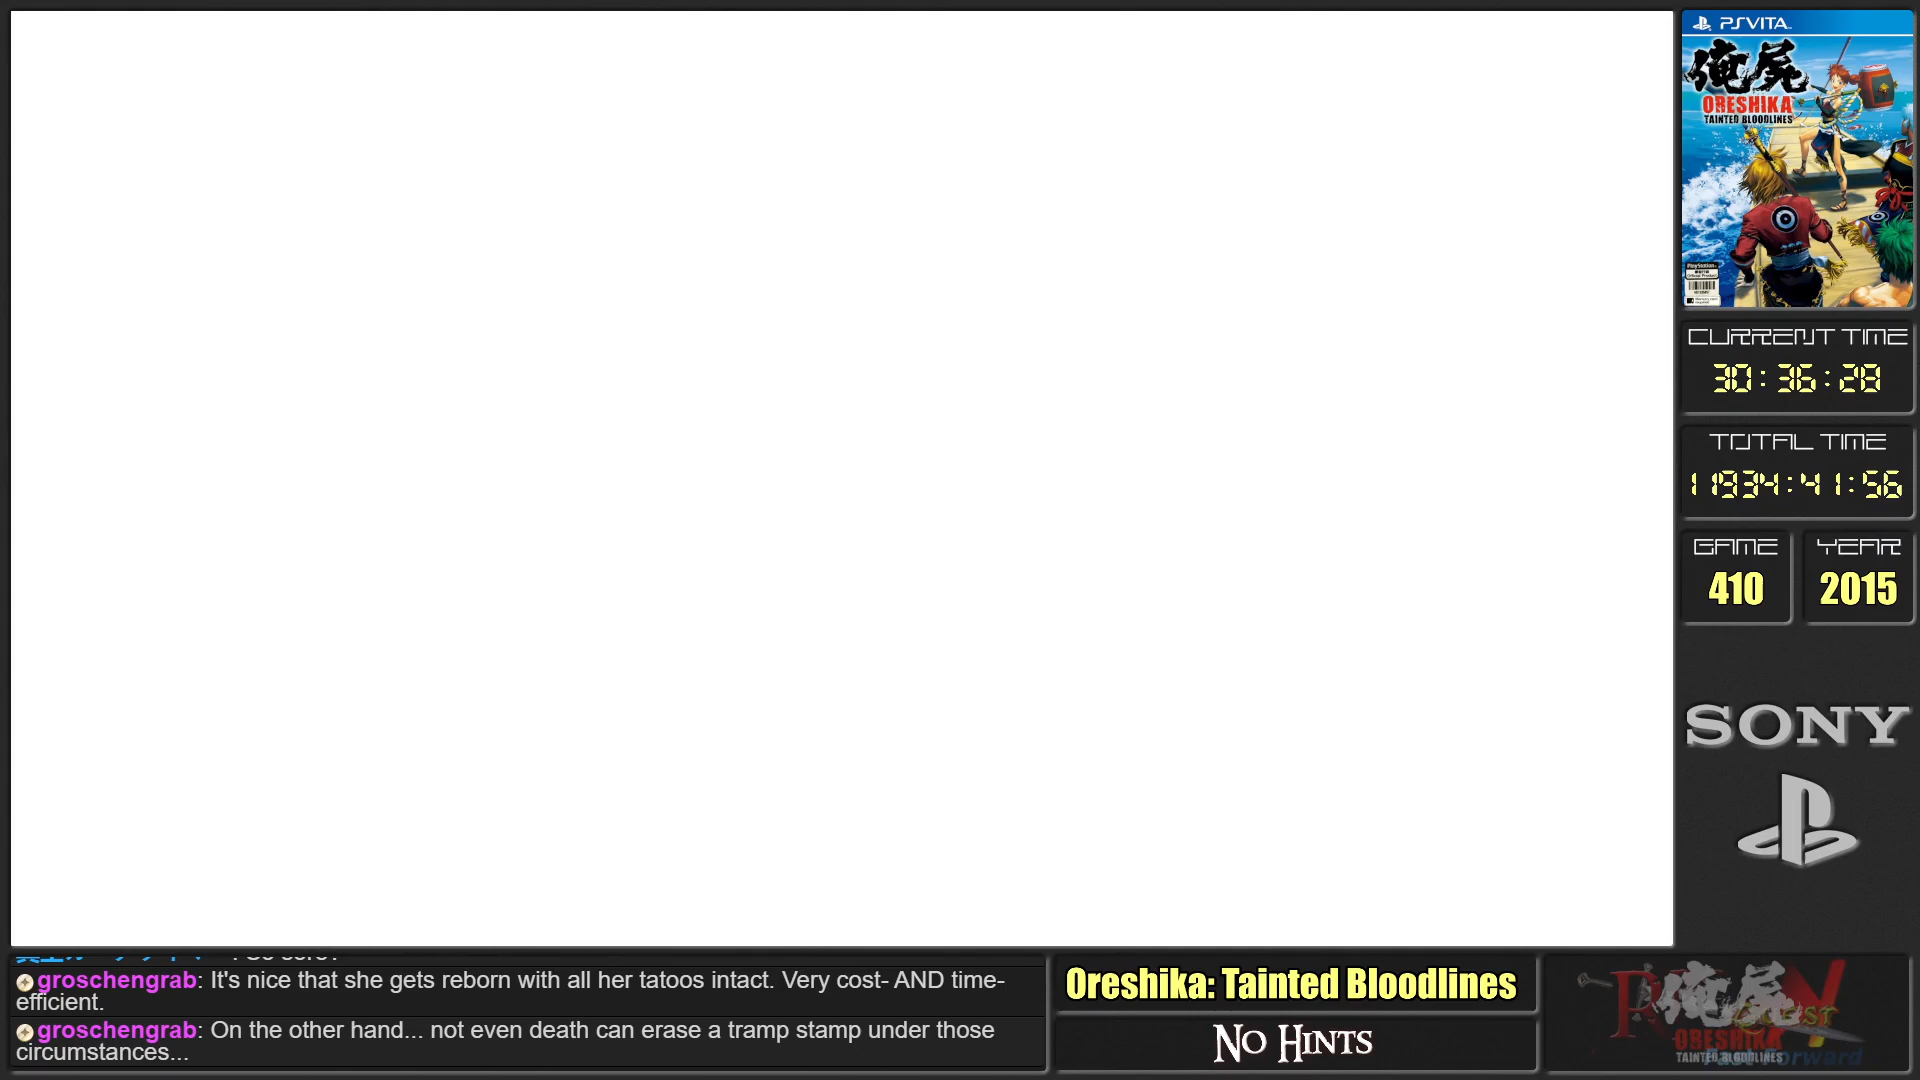 PSVITA
俺屍
ORESHIKA
TAINTED BLOODLINES
CURRENT TIME
30:36:28
TOTAL TIME
11934:41:56
GAME
410
YEAR
2015
SONY
groschengrab: It's nice that she gets reborn with all her tatoos intact. Very cost- AND time-
efficient.
groschengrab: On the other hand... not even death can erase a tramp stamp under those
circumstances...
Oreshika: Tainted Bloodlines
No Hints
俺屍
ORESHIKA
TAINTED BLOODLINES